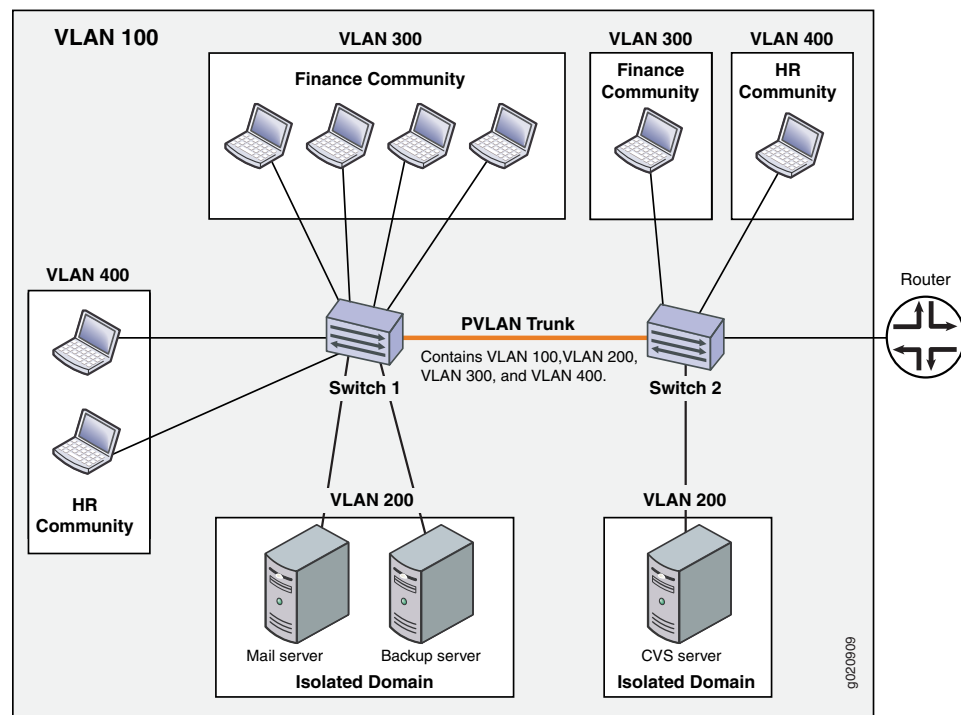 VLAN 100
VLAN 300
Finance Community
VLAN 300
Finance
Community
VLAN 400
HR
Community
VLAN 400
HR
Community
Router
PVLAN Trunk
Contains VLAN 100,VLAN 200,
VLAN 300, and VLAN 400.
Switch 1
Switch 2
VLAN 200
Mail server
Backup server
Isolated Domain
VLAN 200
CVS server
Isolated Domain
g020909